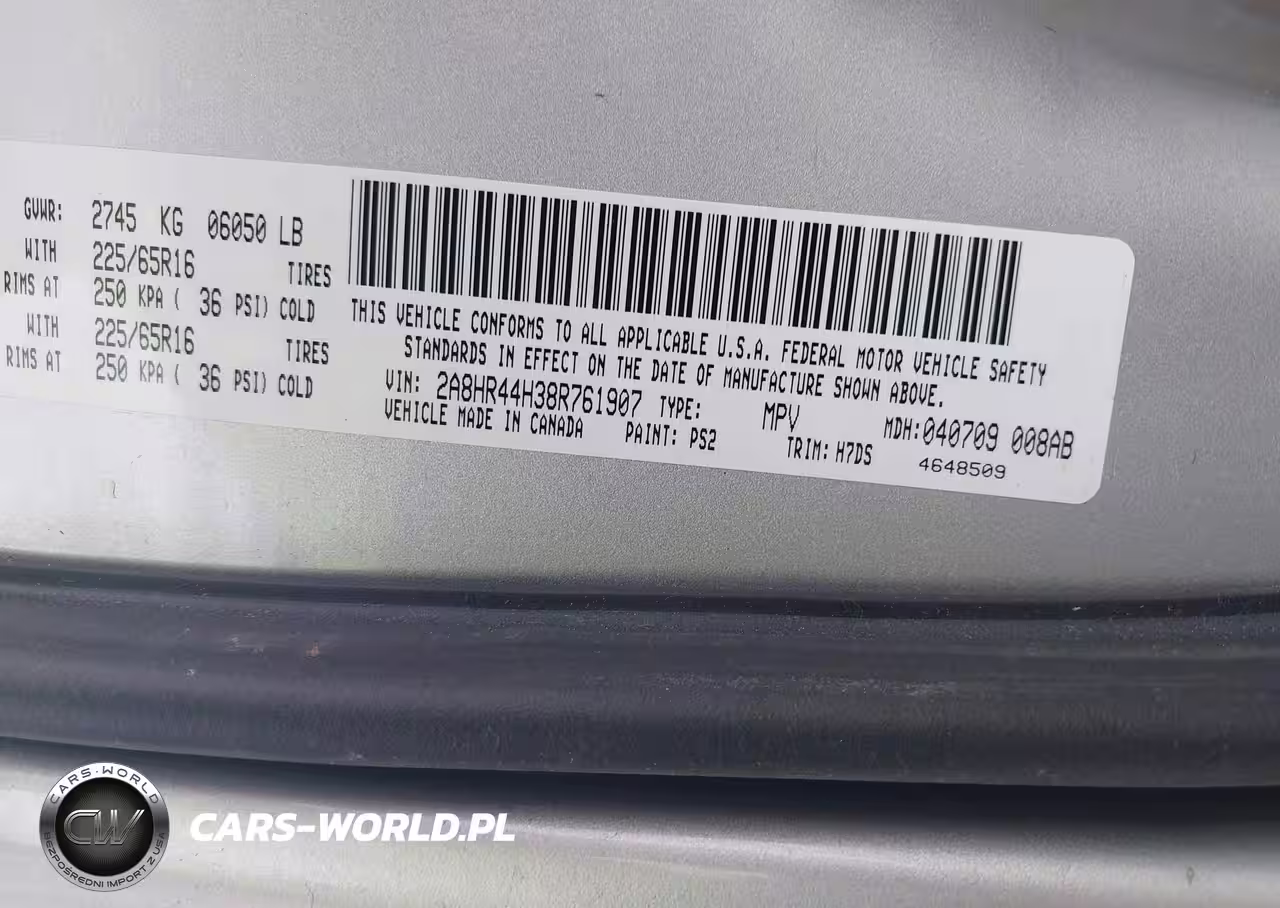 GVWR: 2745 KG 06050 LB
WITH 225/65R16 TIRES
RIMS AT 250 KPA ( 36 PSI) COLD
WITH 225/65R16 TIRES
RIMS AT 250 KPA ( 36 PSI) COLD
THIS VEHICLE CONFORMS TO ALL APPLICABLE U.S.A. FEDERAL MOTOR VEHICLE SAFETY
STANDARDS IN EFFECT ON THE DATE OF MANUFACTURE SHOWN ABOVE.
VIN: 2A8HR44H38R761907 TYPE: MPV MDH:040709 008AB
VEHICLE MADE IN CANADA PAINT: PS2 TRIM: H7DS 4648509
CARS-WORLD
CW
BEZPOŚREDNI IMPORT Z USA
CARS-WORLD.PL